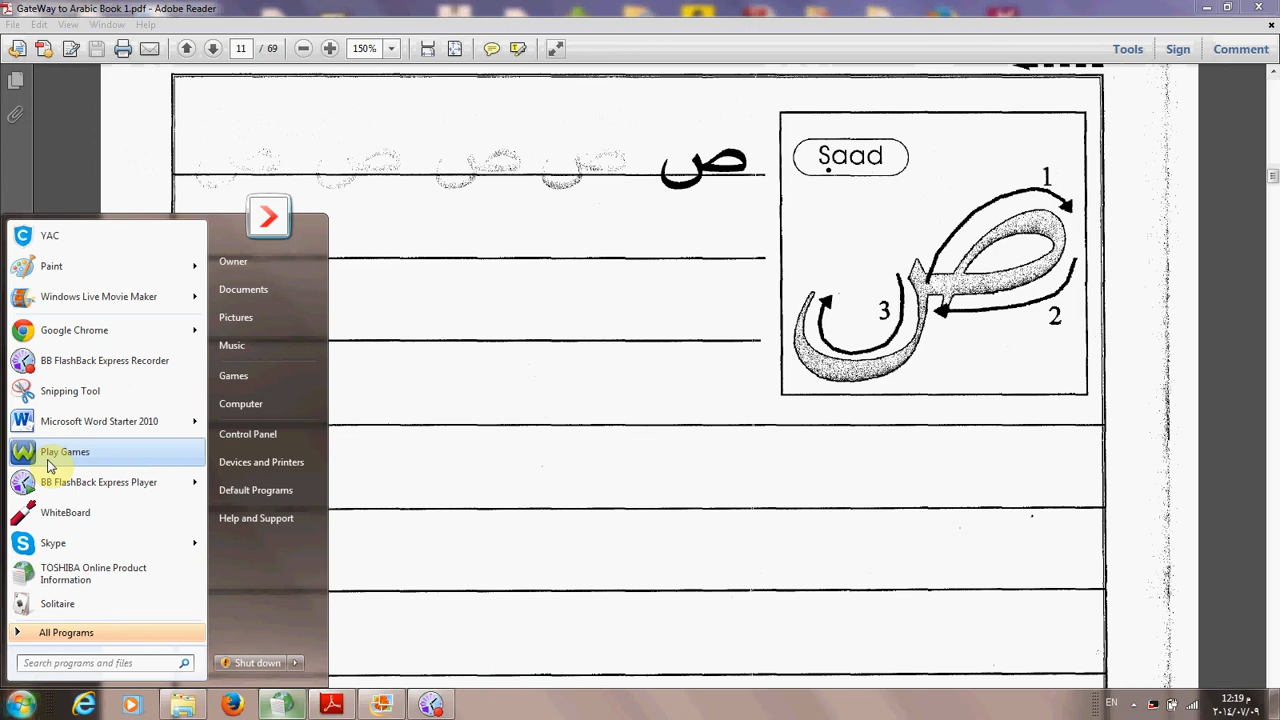 GateWay to Arabic Book 1.pdf - Adobe Reader
File Edit View Window Help
11 / 69 150% Tools Sign Comment
Saad
ص ص ص ص ص
1
2
3
YAC
Paint
Windows Live Movie Maker
Google Chrome
BB FlashBack Express Recorder
Snipping Tool
Microsoft Word Starter 2010
Play Games
BB FlashBack Express Player
WhiteBoard
Skype
TOSHIBA Online Product
Information
Solitaire
All Programs
Search programs and files
Owner
Documents
Pictures
Music
Games
Computer
Control Panel
Devices and Printers
Default Programs
Help and Support
Shut down
EN
12:19 م
٢٠١٤/٠٧/٠٩